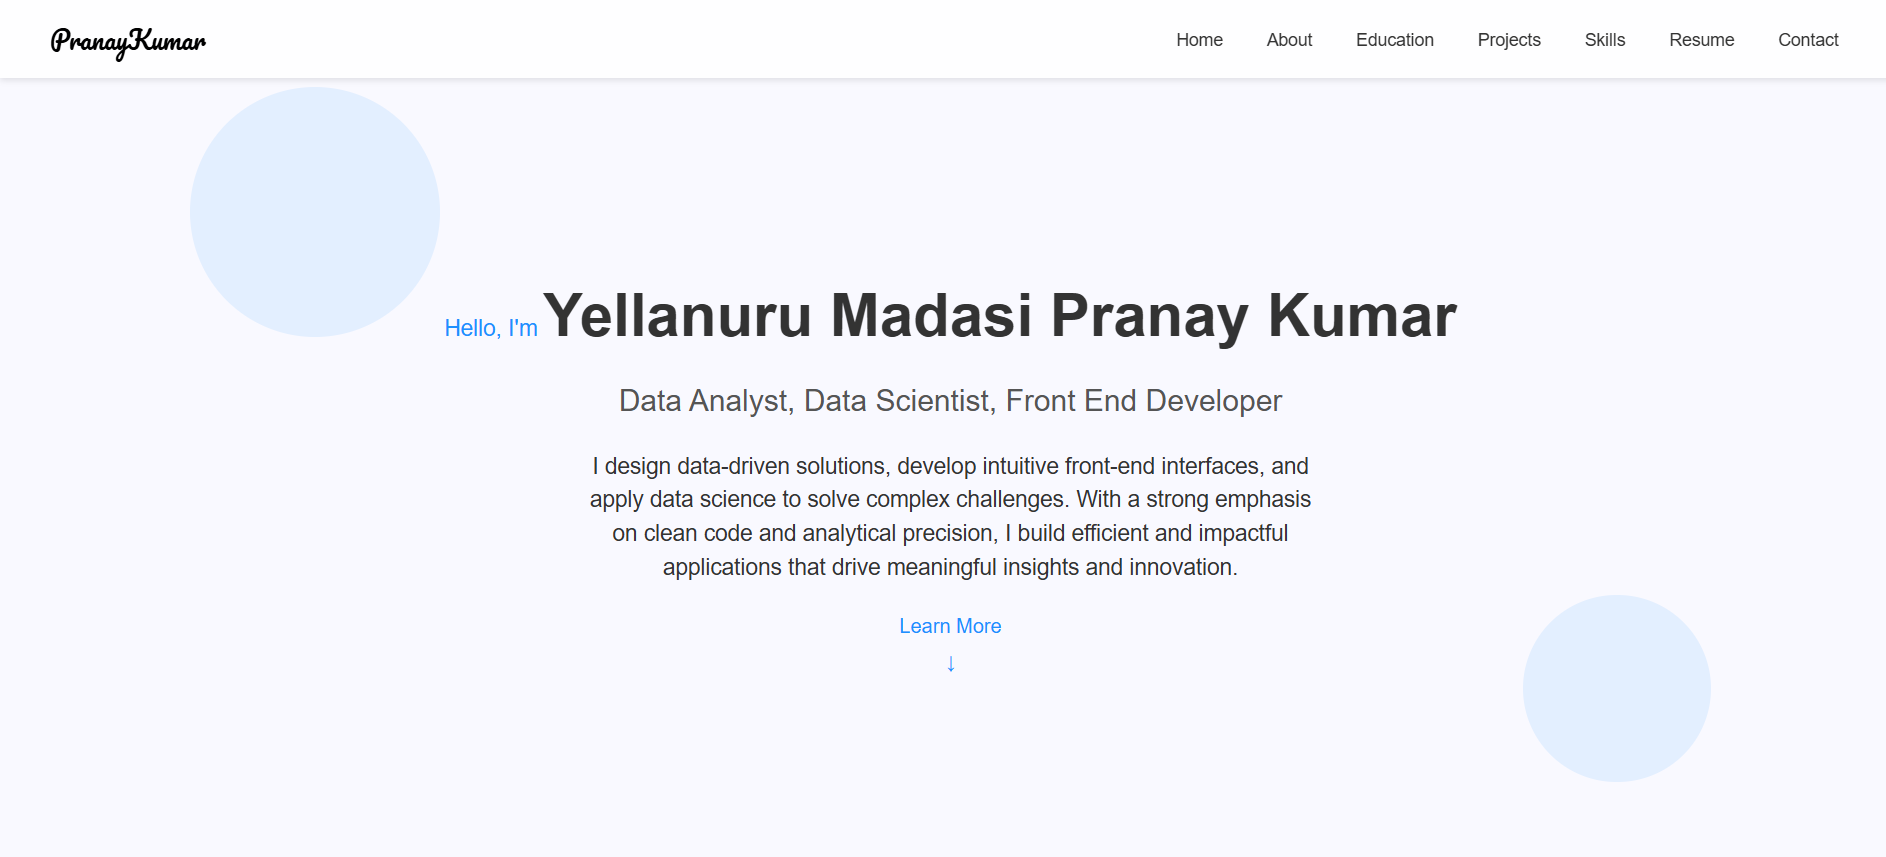 PranayKumar
Home About Education Projects Skills Resume Contact
Hello, I'm Yellanuru Madasi Pranay Kumar
Data Analyst, Data Scientist, Front End Developer
I design data-driven solutions, develop intuitive front-end interfaces, and
apply data science to solve complex challenges. With a strong emphasis
on clean code and analytical precision, I build efficient and impactful
applications that drive meaningful insights and innovation.
Learn More
↓